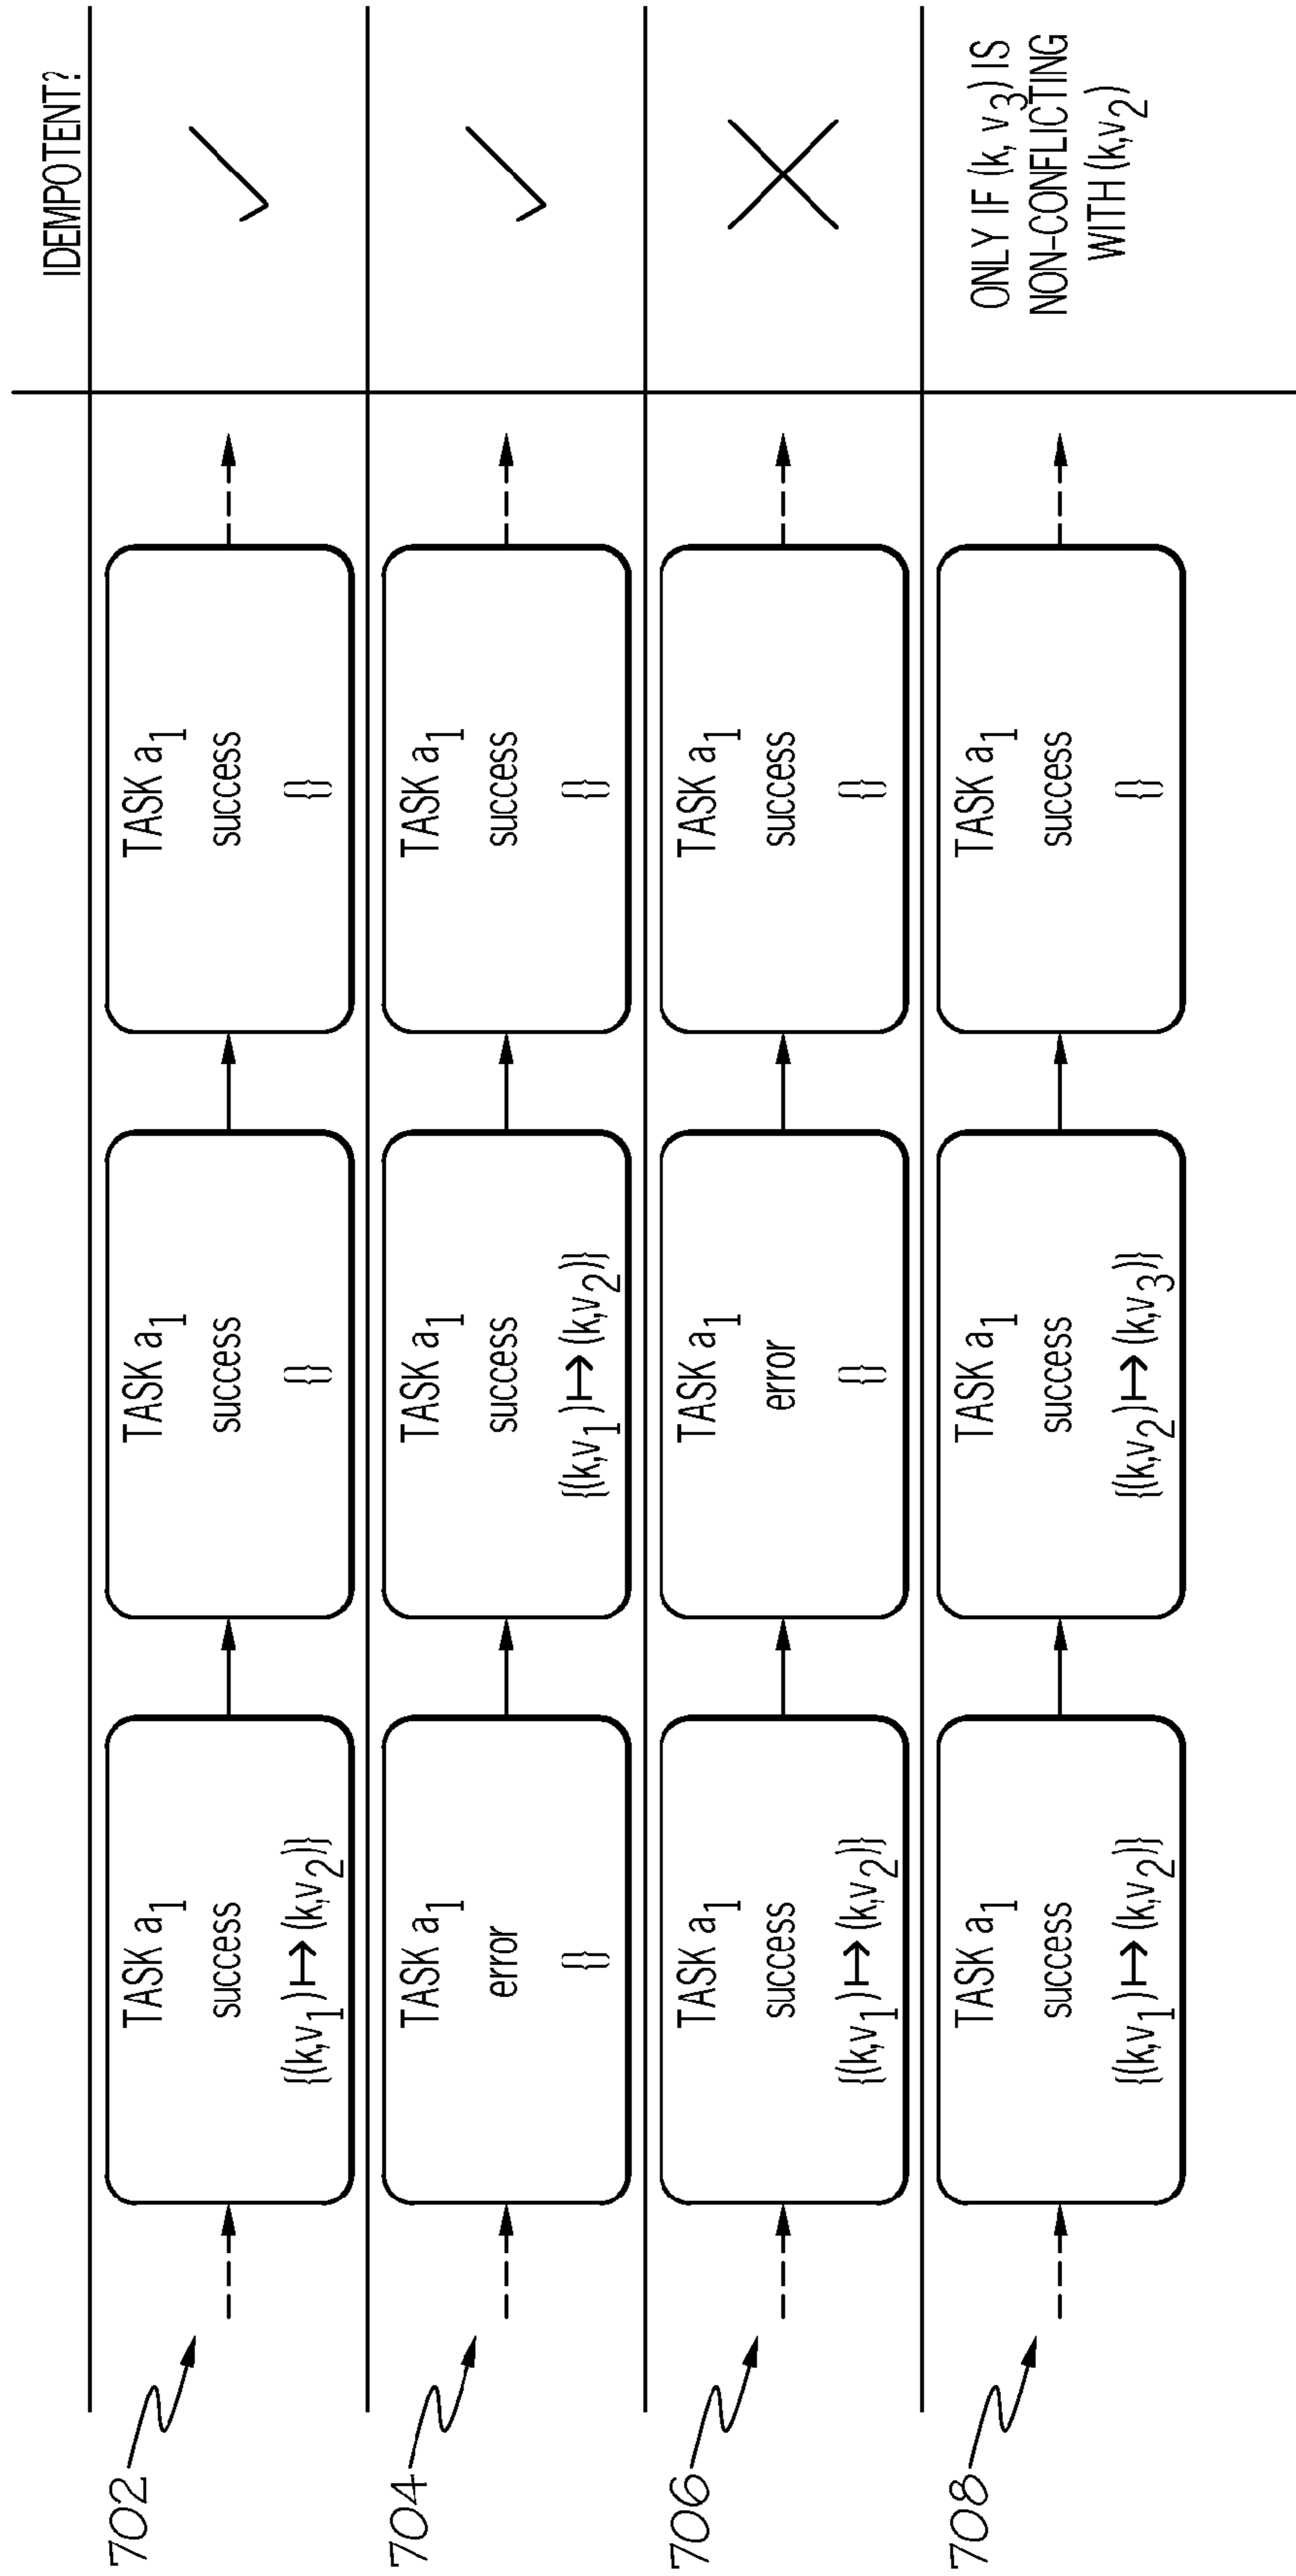 IDEMPOTENT?
702
TASK a₁
success
{(k,v₁)↦(k,v₂)}
TASK a₁
success
{}
TASK a₁
success
{}
704
TASK a₁
error
{}
TASK a₁
success
{(k,v₁)↦(k,v₂)}
TASK a₁
success
{}
706
TASK a₁
success
{(k,v₁)↦(k,v₂)}
TASK a₁
error
{}
TASK a₁
success
{}
708
TASK a₁
success
{(k,v₁)↦(k,v₂)}
TASK a₁
success
{(k,v₂)↦(k,v₃)}
TASK a₁
success
{}
ONLY IF (k, v₃) IS
NON-CONFLICTING
WITH (k,v₂)